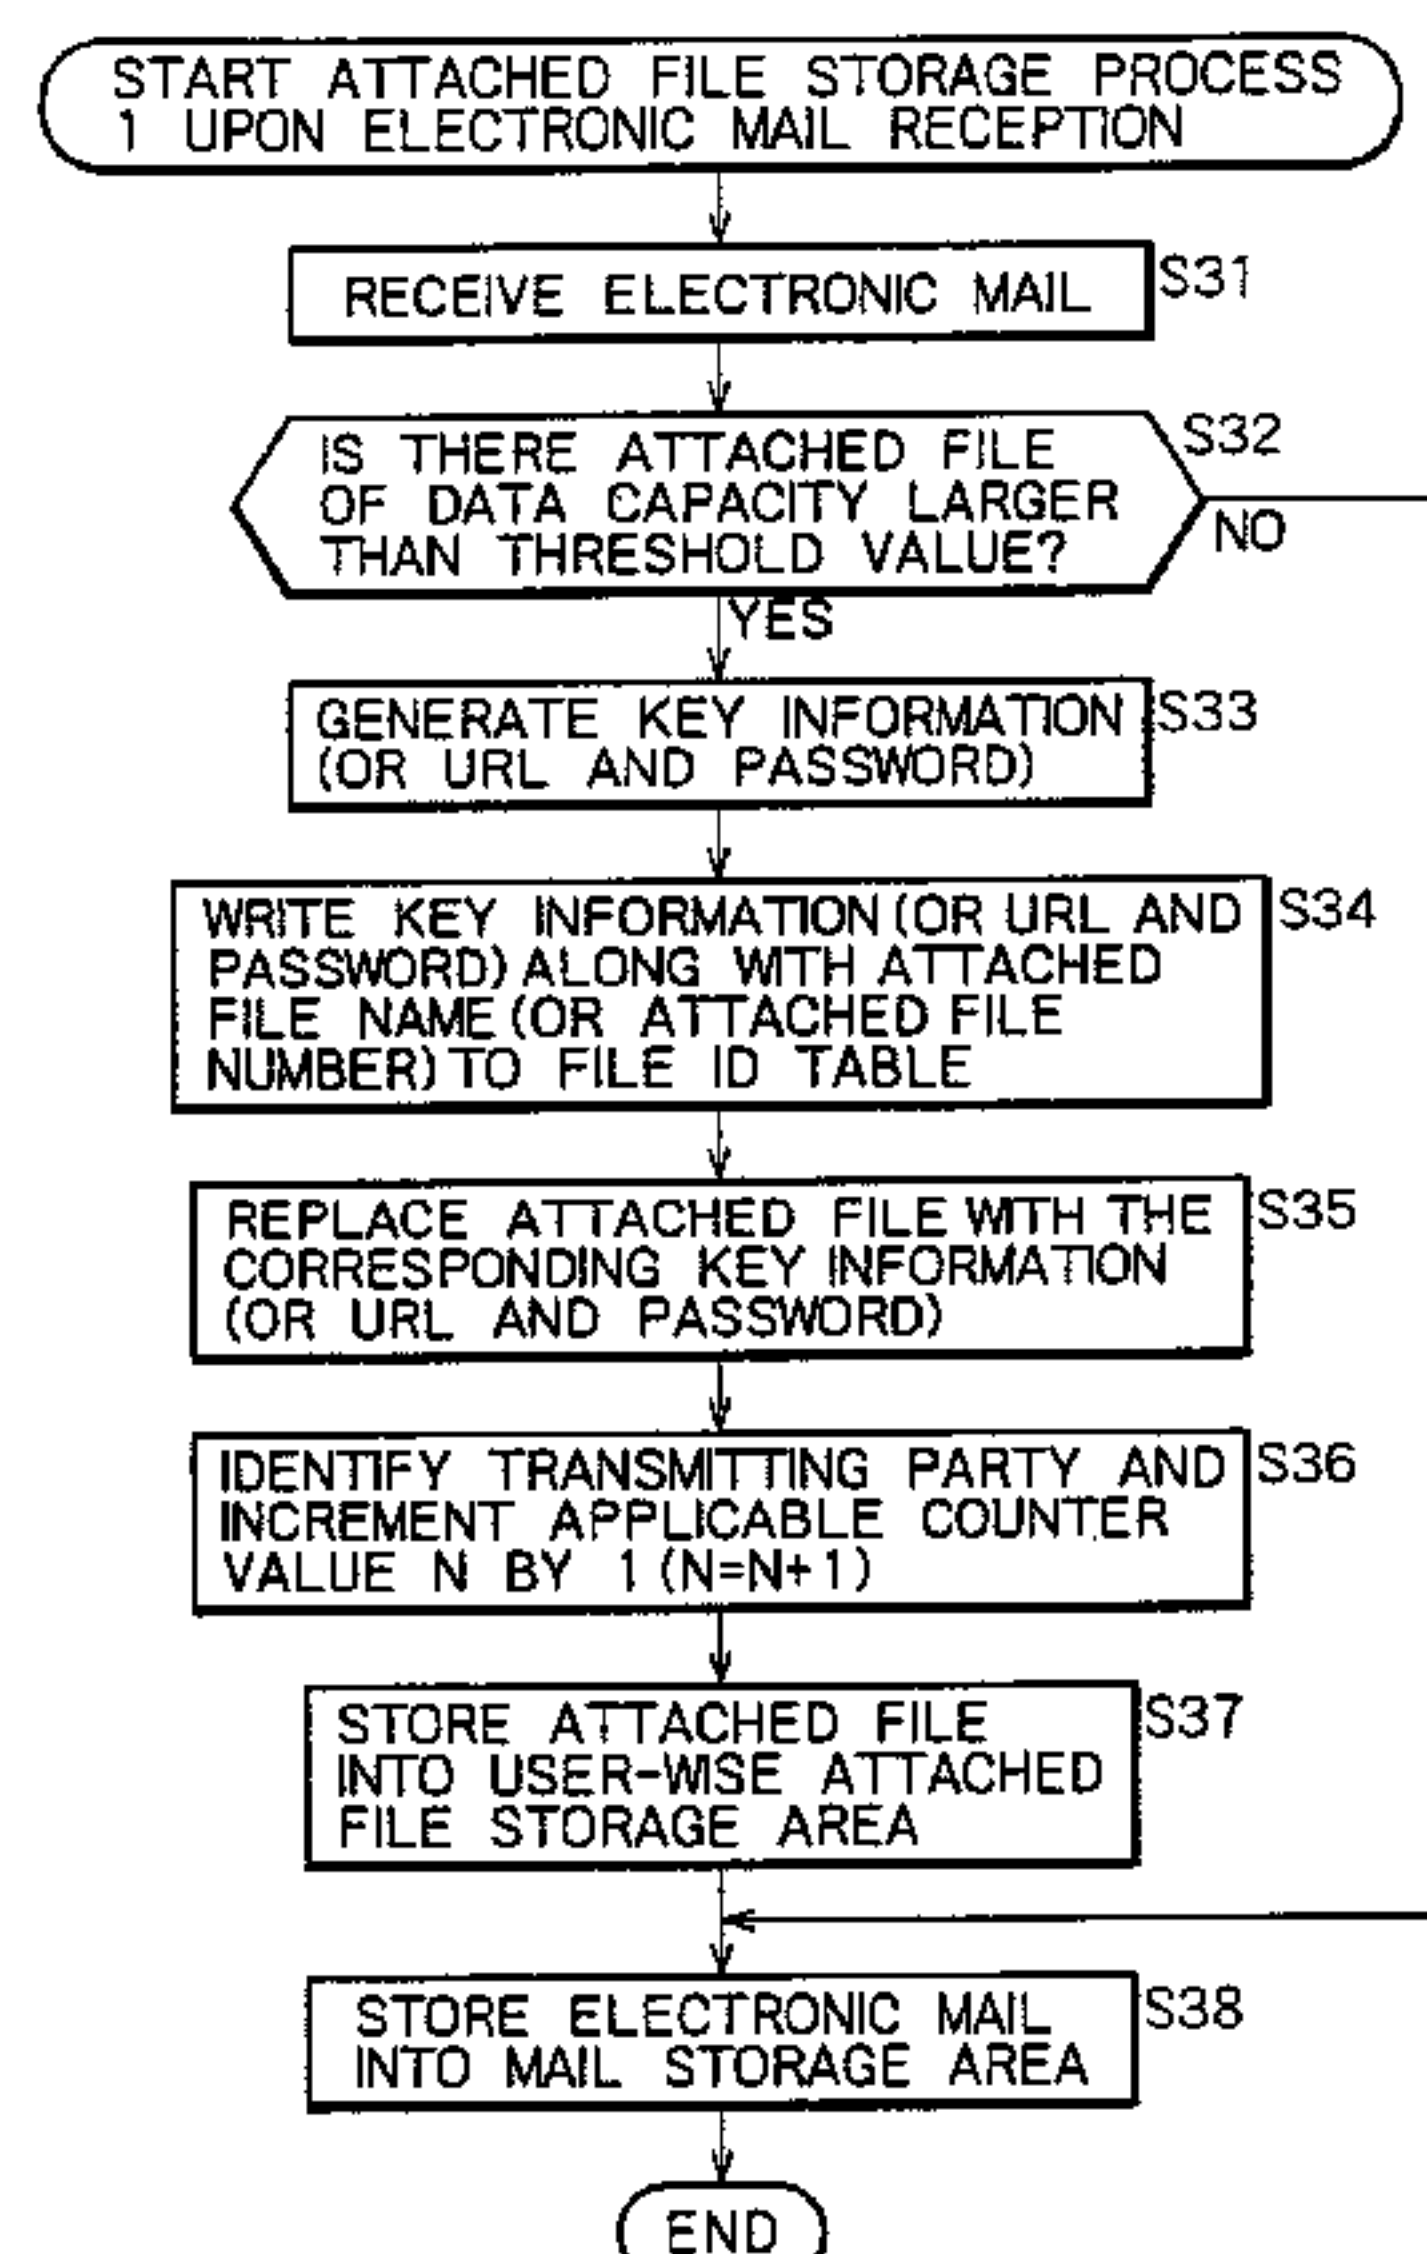 START ATTACHED FILE STORAGE PROCESS
1 UPON ELECTRONIC MAIL RECEPTION
RECEIVE ELECTRONIC MAIL
S31
IS THERE ATTACHED FILE
OF DATA CAPACITY LARGER
THAN THRESHOLD VALUE?
S32
NO
YES
GENERATE KEY INFORMATION
(OR URL AND PASSWORD)
S33
WRITE KEY INFORMATION (OR URL AND
PASSWORD) ALONG WITH ATTACHED
FILE NAME (OR ATTACHED FILE
NUMBER) TO FILE ID TABLE
S34
REPLACE ATTACHED FILE WITH THE
CORRESPONDING KEY INFORMATION
(OR URL AND PASSWORD)
S35
IDENTIFY TRANSMITTING PARTY AND
INCREMENT APPLICABLE COUNTER
VALUE N BY 1 (N=N+1)
S36
STORE ATTACHED FILE
INTO USER-WISE ATTACHED
FILE STORAGE AREA
S37
STORE ELECTRONIC MAIL
INTO MAIL STORAGE AREA
S38
END